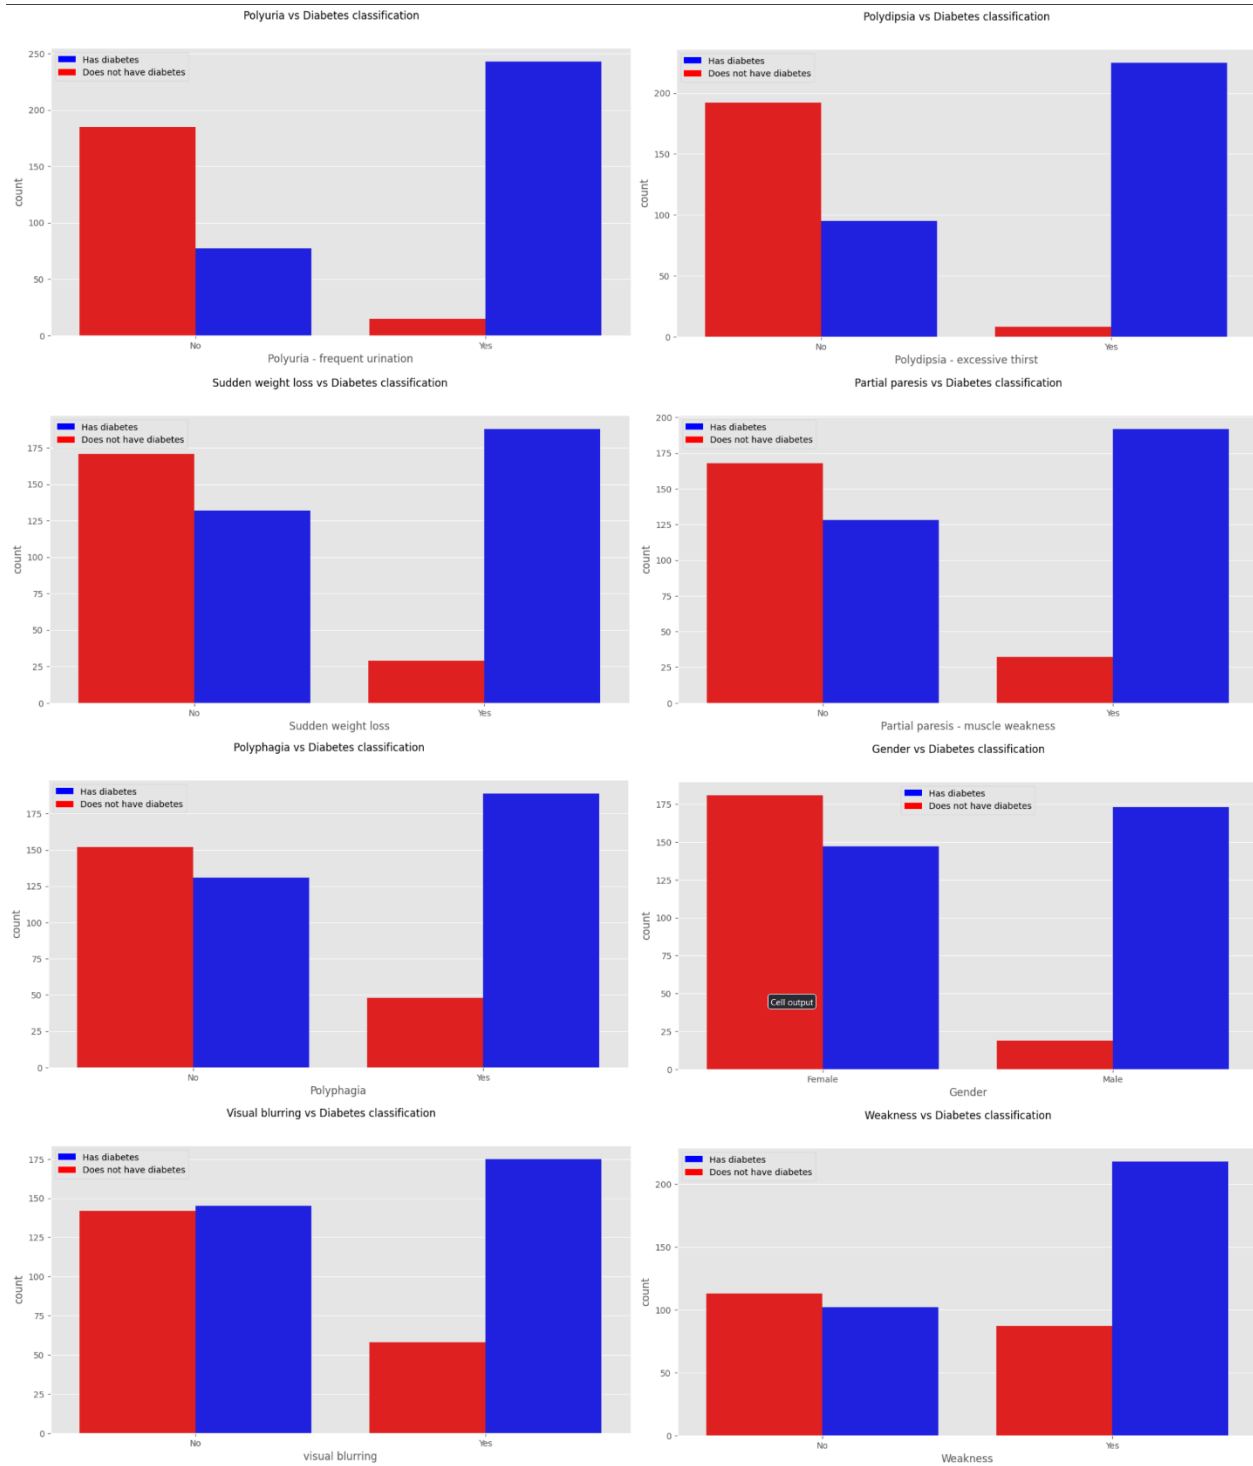 Polyuria vs Diabetes classification
Has diabetes
Does not have diabetes
250
200
150
100
50
0
count
No
Yes
Polyuria - frequent urination
Polydipsia vs Diabetes classification
Has diabetes
Does not have diabetes
200
150
100
50
0
count
No
Yes
Polydipsia - excessive thirst
Sudden weight loss vs Diabetes classification
Has diabetes
Does not have diabetes
175
150
125
100
75
50
25
0
count
No
Yes
Sudden weight loss
Partial paresis vs Diabetes classification
Has diabetes
Does not have diabetes
200
175
150
125
100
75
50
25
0
count
No
Yes
Partial paresis - muscle weakness
Polyphagia vs Diabetes classification
Has diabetes
Does not have diabetes
175
150
125
100
75
50
25
0
count
No
Yes
Polyphagia
Gender vs Diabetes classification
Has diabetes
Does not have diabetes
175
150
125
100
75
50
25
0
count
Cell output
Female
Male
Gender
Visual blurring vs Diabetes classification
Has diabetes
Does not have diabetes
175
150
125
100
75
50
25
0
count
No
Yes
visual blurring
Weakness vs Diabetes classification
Has diabetes
Does not have diabetes
200
150
100
50
0
count
No
Yes
Weakness